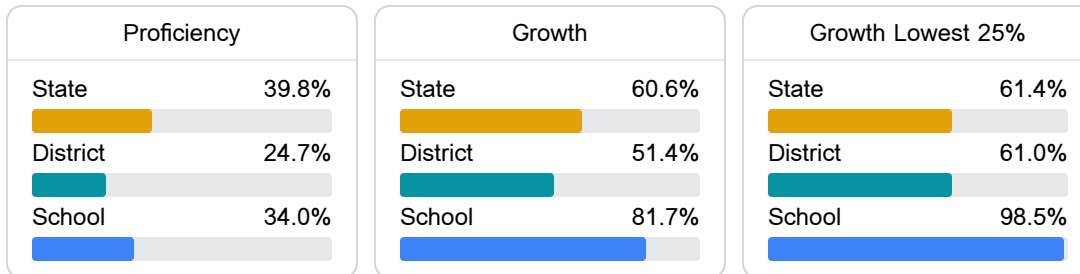 Proficiency
State 39.8%
District 24.7%
School 34.0%
Growth
State 60.6%
District 51.4%
School 81.7%
Growth Lowest 25%
State 61.4%
District 61.0%
School 98.5%